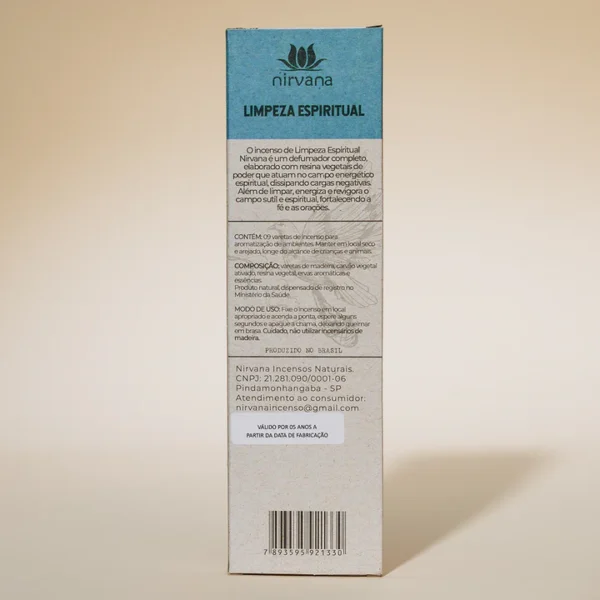 nirvana
LIMPEZA ESPIRITUAL
O incenso de Limpeza Espiritual
Nirvana é um defumador completo,
elaborado com resina vegetais de
poder que atuam no campo energético
espiritual, dissipando cargas negativas.
Além de limpar, energiza e revigora o
campo sutil e espiritual, fortalecendo a
fé e as orações.
CONTÉM: 09 varetas de incenso para
aromatização de ambientes. Manter em local seco
e arejado, longe do alcance de crianças e animais.
COMPOSIÇÃO: varetas de madeira, carvão vegetal
ativado, resina vegetal, ervas aromáticas e
essências.
Produto natural, dispensado de registro no
Ministério da Saúde.
MODO DE USO: Fixe o incenso em local
apropriado e acenda a ponta, espere alguns
segundos e apague a chama, deixando queimar
em brasa. Cuidado, não utilizar incensários de
madeira.
PRODUZIDO NO BRASIL
Nirvana Incensos Naturais.
CNPJ: 21.281.090/0001-06
Pindamonhangaba - SP
Atendimento ao consumidor:
nirvanaincenso@gmail.com
VÁLIDO POR 05 ANOS A
PARTIR DA DATA DE FABRICAÇÃO
7 893595 921330